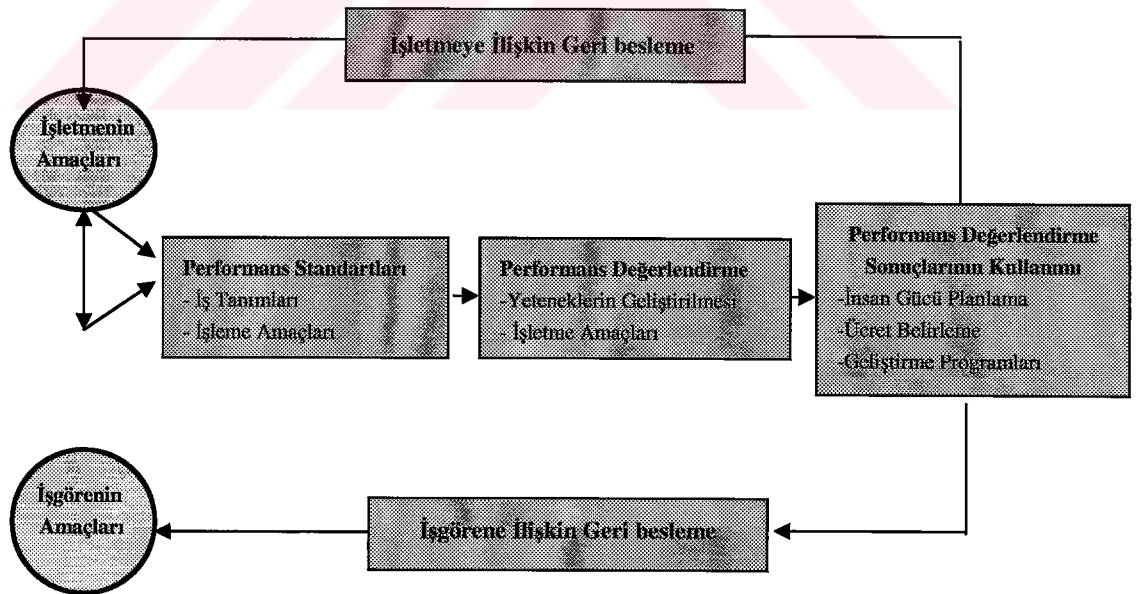 İşletmeye İlişkin Geri besleme
İşletmenin
Amaçları
Performans Standartları
- İş Tanımları
- İşleme Amaçları
Performans Değerlendirme
-Yeteneklerin Geliştirilmesi
- İşletme Amaçları
Performans Değerlendirme
Sonuçlarının Kullanımı
-İnsan Gücü Planlama
-Ücret Belirleme
-Geliştirme Programları
İşgörenin
Amaçları
İşgörene İlişkin Geri besleme